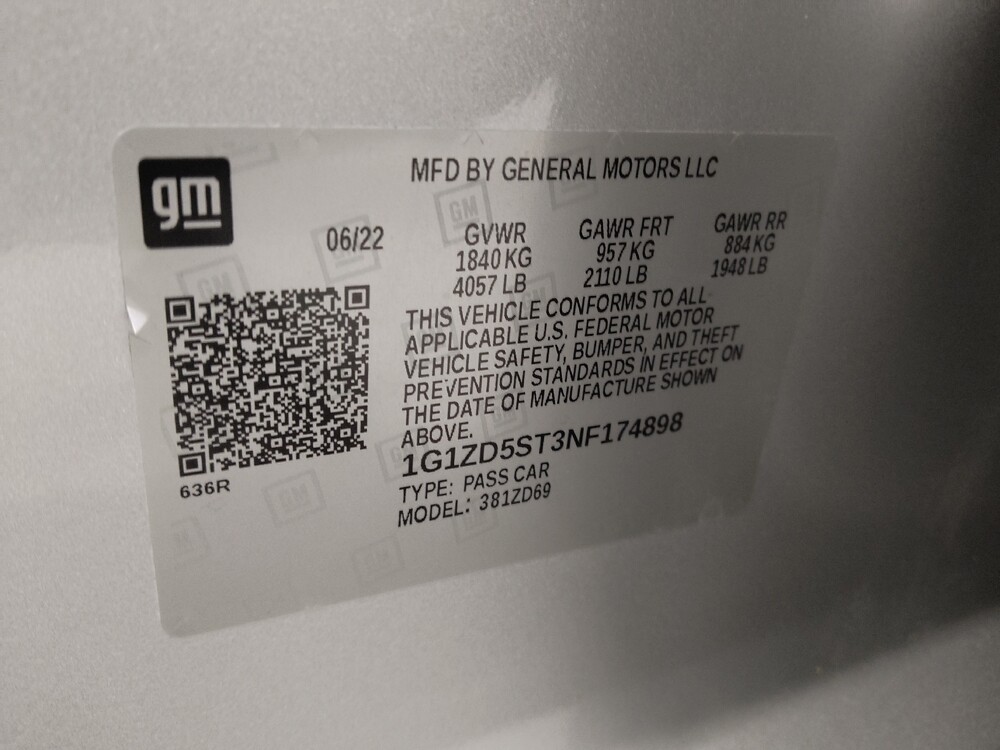 gm
MFD BY GENERAL MOTORS LLC
06/22
GVWR GAWR FRT GAWR RR
1840 KG 957 KG 884 KG
4057 LB 2110 LB 1948 LB
THIS VEHICLE CONFORMS TO ALL
APPLICABLE U.S. FEDERAL MOTOR
VEHICLE SAFETY, BUMPER, AND THEFT
PREVENTION STANDARDS IN EFFECT ON
THE DATE OF MANUFACTURE SHOWN
ABOVE.
1G1ZD5ST3NF174898
TYPE: PASS CAR
MODEL: 381ZD69
636R